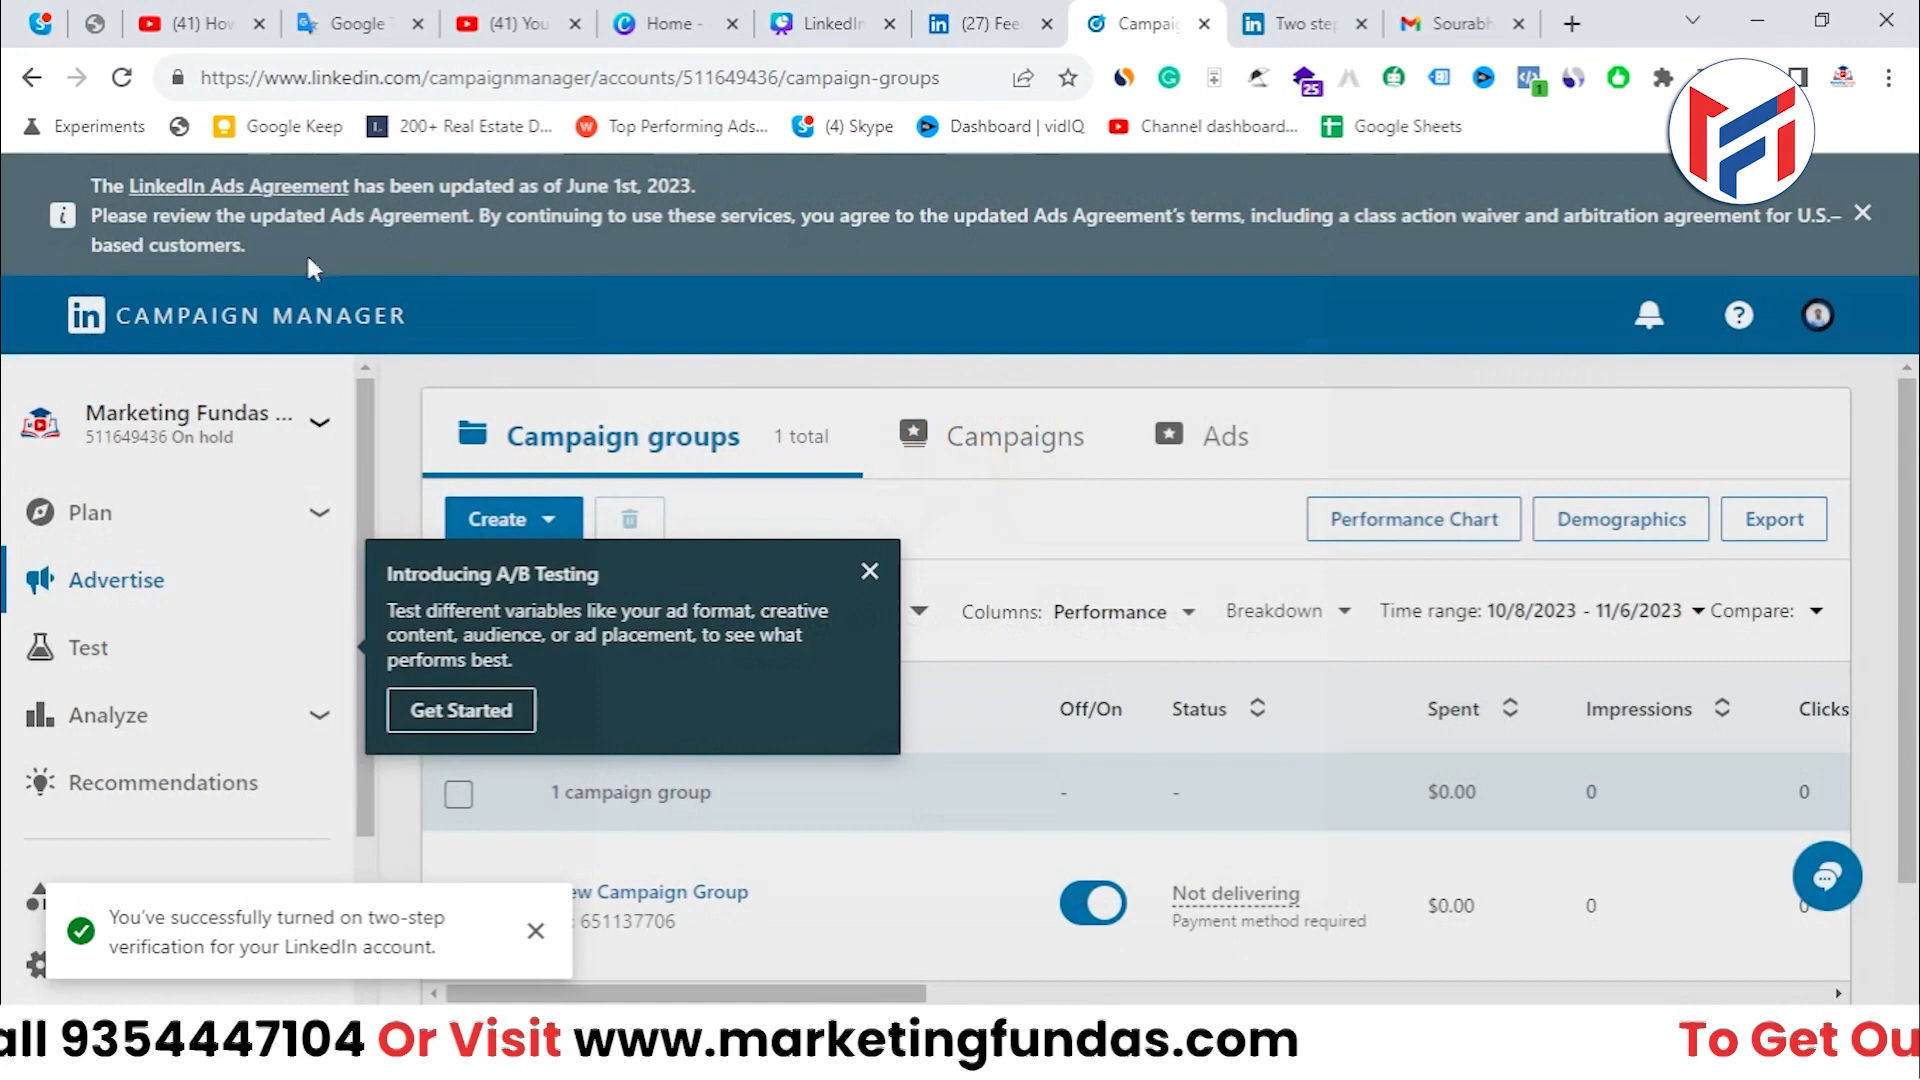 (41) Hov
Google
(41) You
Home -
LinkedIn
(27) Fee
Campaig
Two step
Sourabh
https://www.linkedin.com/campaignmanager/accounts/511649436/campaign-groups
25
1
Experiments
Google Keep
200+ Real Estate D...
Top Performing Ads...
(4) Skype
Dashboard | vidIQ
Channel dashboard...
Google Sheets
The LinkedIn Ads Agreement has been updated as of June 1st, 2023.
Please review the updated Ads Agreement. By continuing to use these services, you agree to the updated Ads Agreement's terms, including a class action waiver and arbitration agreement for U.S.–
based customers.
in CAMPAIGN MANAGER
Marketing Fundas ...
511649436 On hold
Plan
Advertise
Test
Analyze
Recommendations
Campaign groups 1 total
Campaigns
Ads
Create
Performance Chart
Demographics
Export
Introducing A/B Testing
Test different variables like your ad format, creative
content, audience, or ad placement, to see what
performs best.
Get Started
Columns: Performance
Breakdown
Time range: 10/8/2023 - 11/6/2023
Compare:
Off/On
Status
Spent
Impressions
Clicks
1 campaign group
-
-
$0.00
0
0
ew Campaign Group
: 651137706
Not delivering
Payment method required
$0.00
0
0
You've successfully turned on two-step
verification for your LinkedIn account.
all 9354447104 Or Visit www.marketingfundas.com
To Get Ou